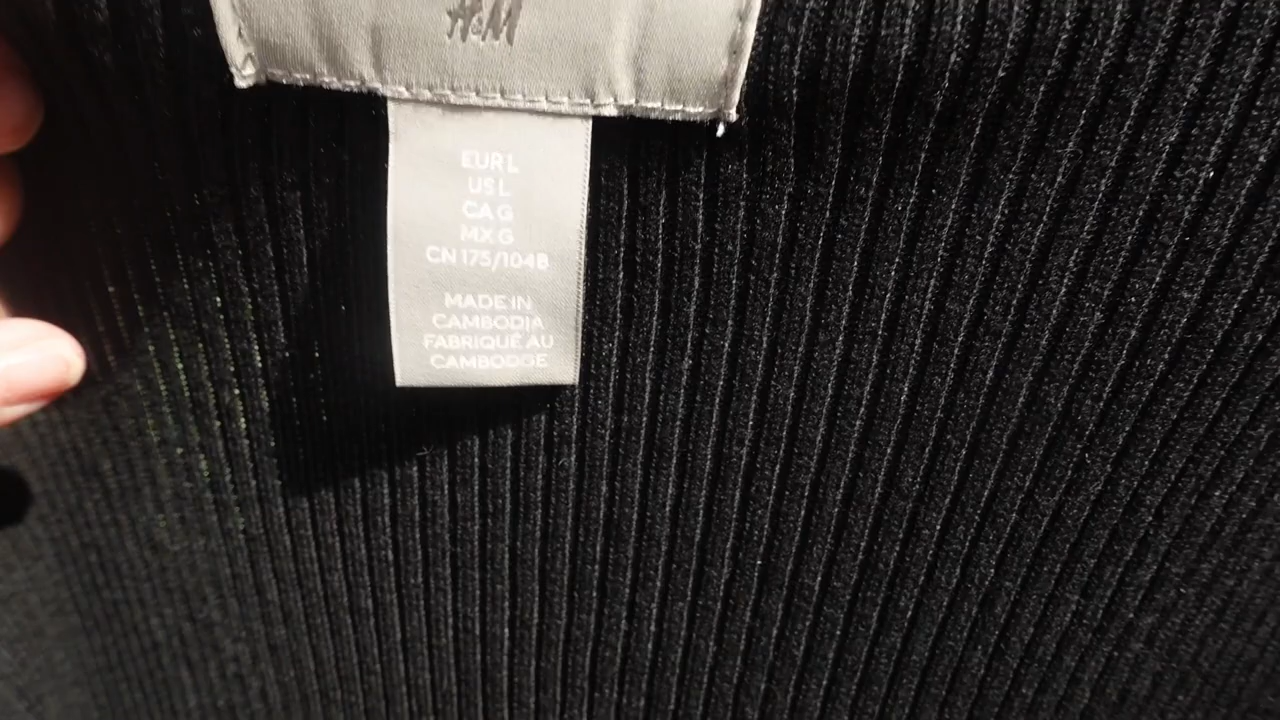 H&M
EUR L
US L
CA G
MX G
CN 175/104B
MADE IN
CAMBODIA
FABRIQUÉ AU
CAMBODGE